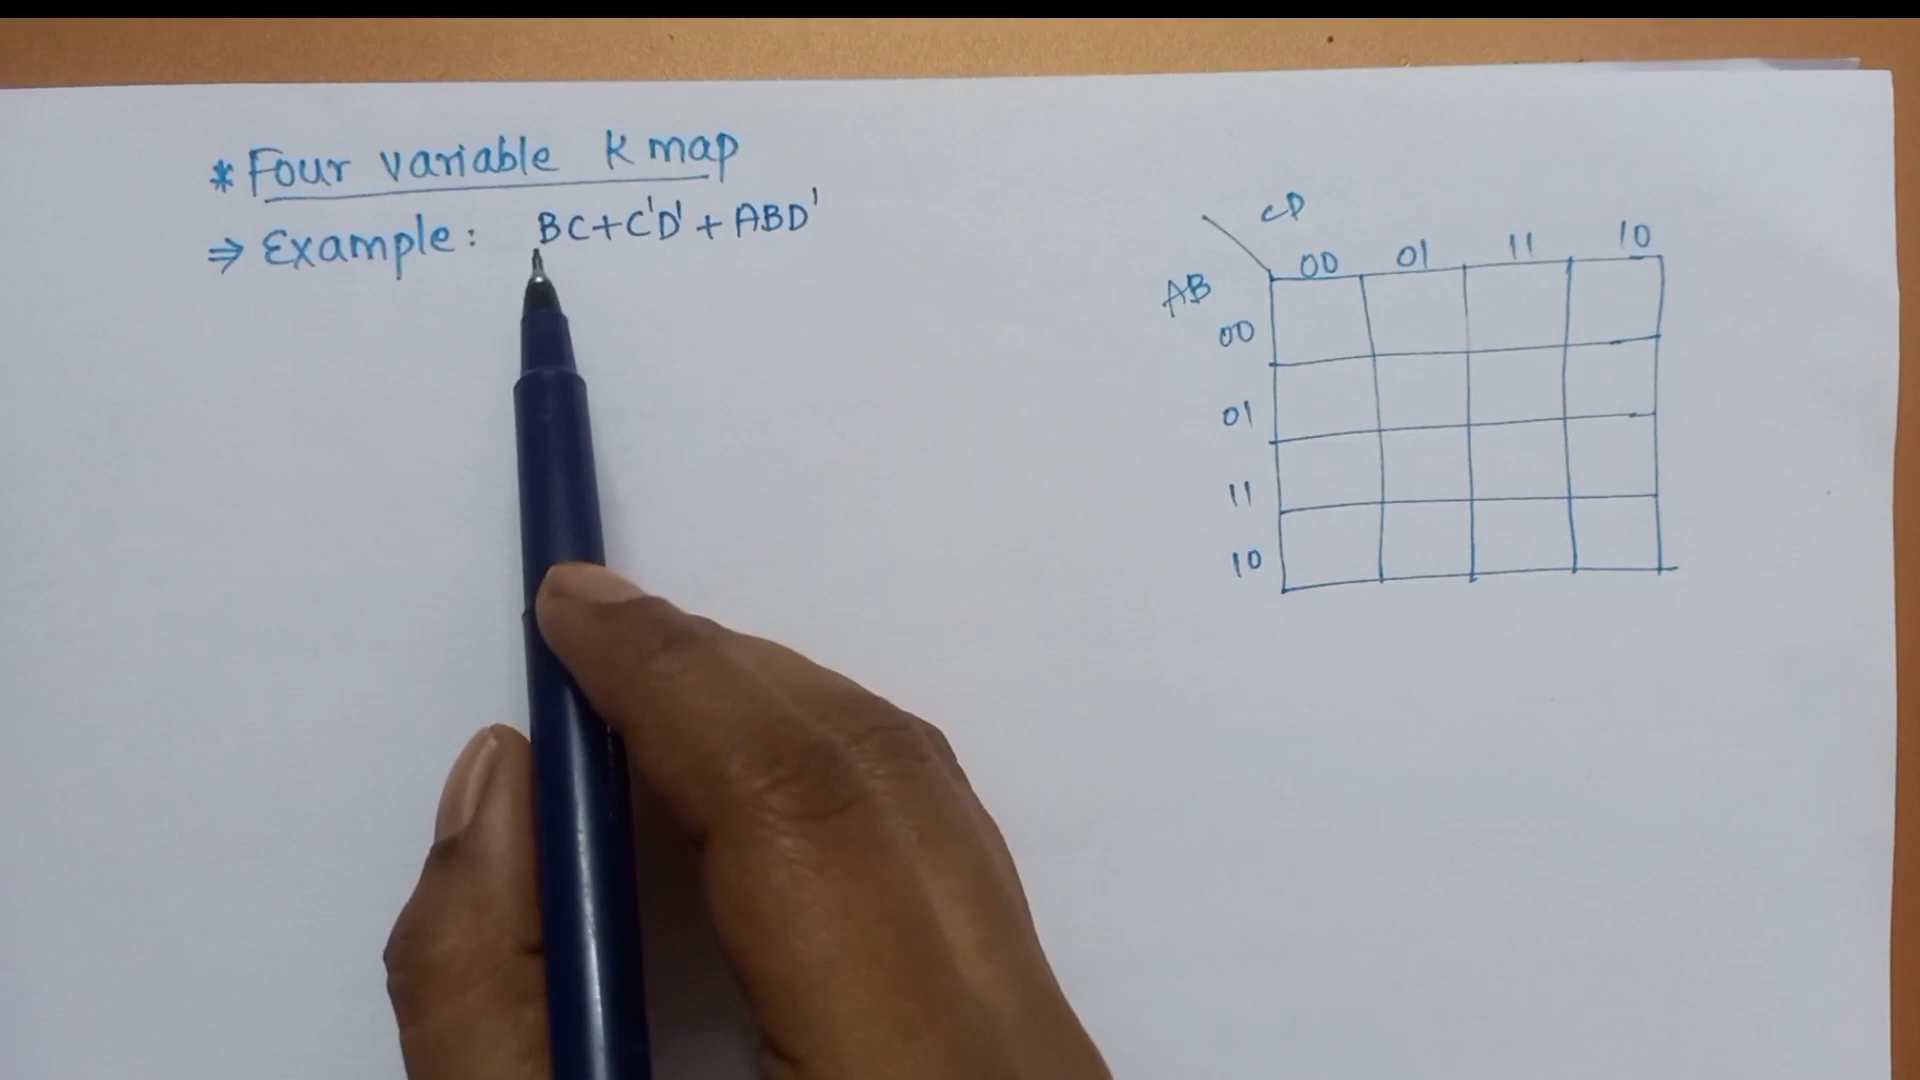 * Four variable K map
⇒ Example: BC+C'D' + ABD'
CD
00 01 11 10
AB
00
01
11
10